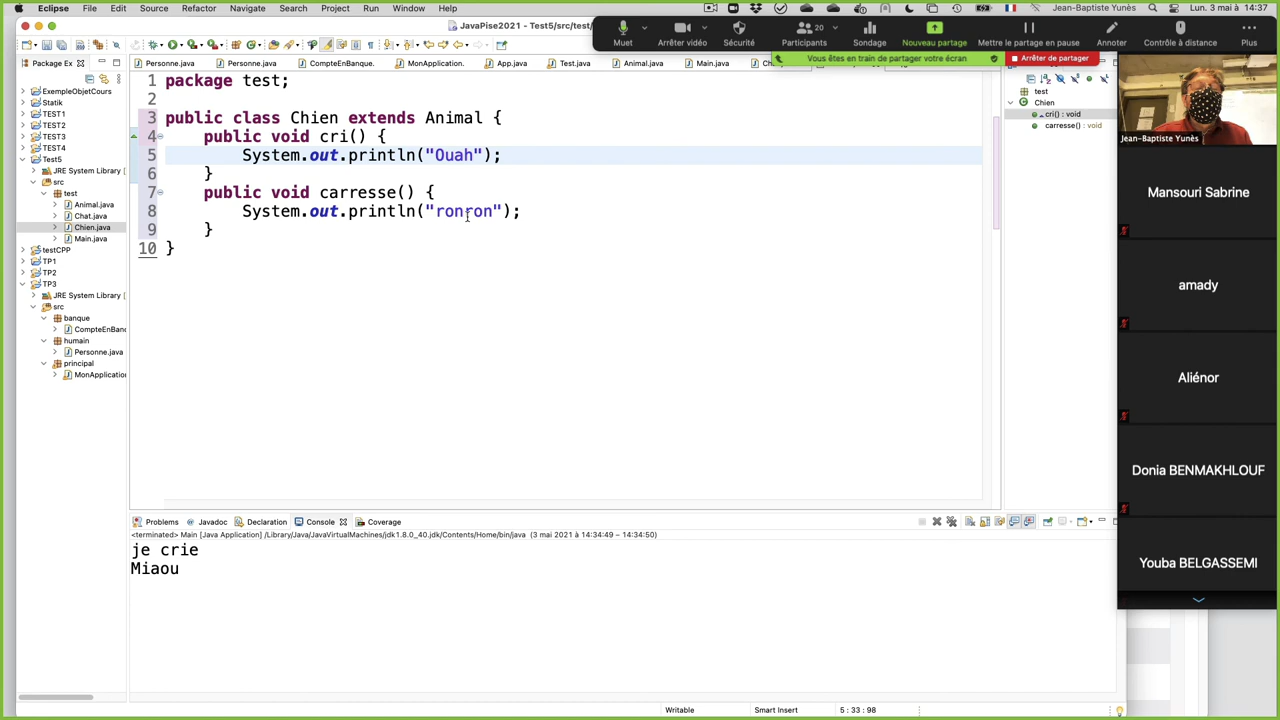 Eclipse File Edit Source Refactor Navigate Search Project Run Window Help
Jean-Baptiste Yunès Lun. 3 mai à 14:37
JavaPise2021 - Test5/src/test/
Muet Arrêter vidéo Sécurité Participants 20 Sondage Nouveau partage Mettre le partage en pause Annoter Contrôle à distance Plus
Vous êtes en train de partager votre écran Arrêter de partager
Package Ex
Personne.java Personne.java CompteEnBanque. MonApplication. App.java Test.java Animal.java Main.java
ExempleObjetCours
Statik
TEST1
TEST2
TEST3
TEST4
Test5
JRE System Library [
src
test
Animal.java
Chat.java
Chien.java
Main.java
testCPP
TP1
TP2
TP3
JRE System Library [
src
banque
CompteEnBanc
humain
Personne.java
principal
MonApplicatio
1 package test;
2
3 public class Chien extends Animal {
4 public void cri() {
5 System.out.println("Ouah");
6 }
7 public void carresse() {
8 System.out.println("ronron");
9 }
10 }
test
Chien
cri() : void
carresse() : void
Jean-Baptiste Yunès
Mansouri Sabrine
amady
Aliénor
Donia BENMAKHLOUF
Youba BELGASSEMI
Problems Javadoc Declaration Console Coverage
<terminated> Main [Java Application] /Library/Java/JavaVirtualMachines/jdk1.8.0_40.jdk/Contents/Home/bin/java (3 mai 2021 à 14:34:49 – 14:34:50)
je crie
Miaou
Writable Smart Insert 5 : 33 : 98